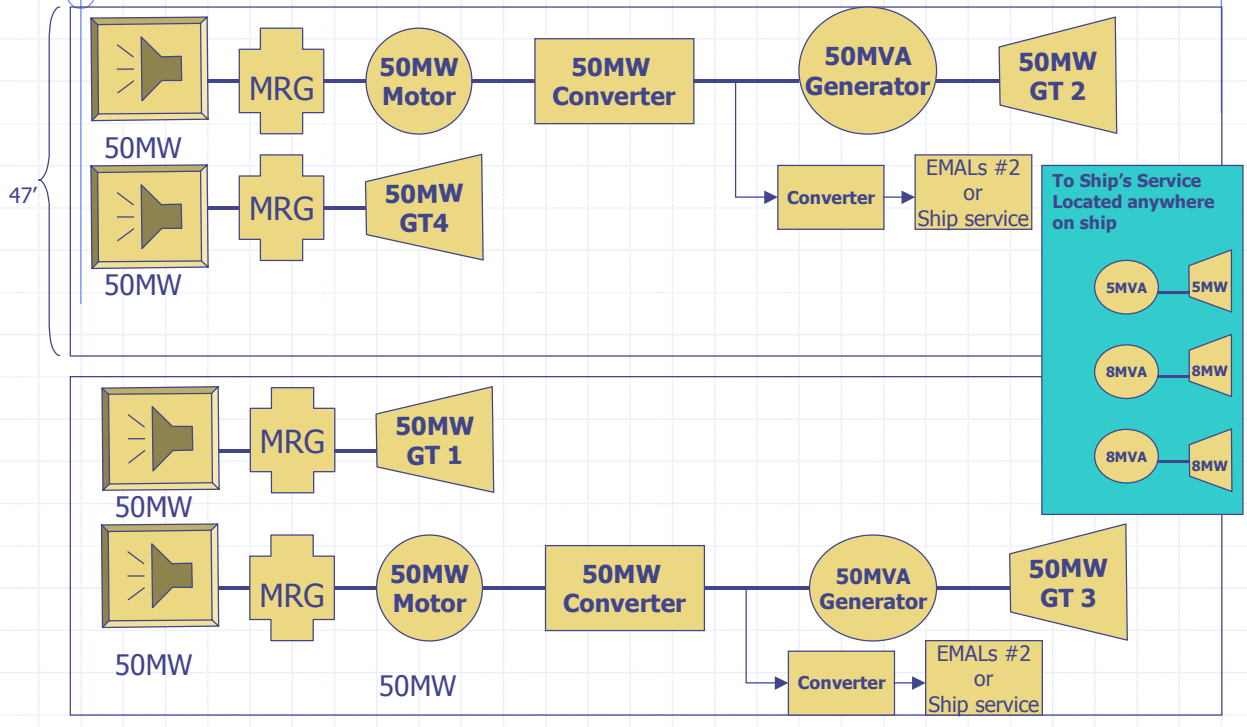 50MW
MRG
50MW
Motor
50MW
Converter
50MVA
Generator
50MW
GT 2
47’
50MW
MRG
50MW
GT4
Converter
EMALs #2
or
Ship service
50MW
To Ship’s Service
Located anywhere
on ship
5MVA
5MW
8MVA
8MW
8MVA
8MW
MRG
50MW
GT 1
50MW
MRG
50MW
Motor
50MW
Converter
50MVA
Generator
50MW
GT 3
50MW
50MW
Converter
EMALs #2
or
Ship service